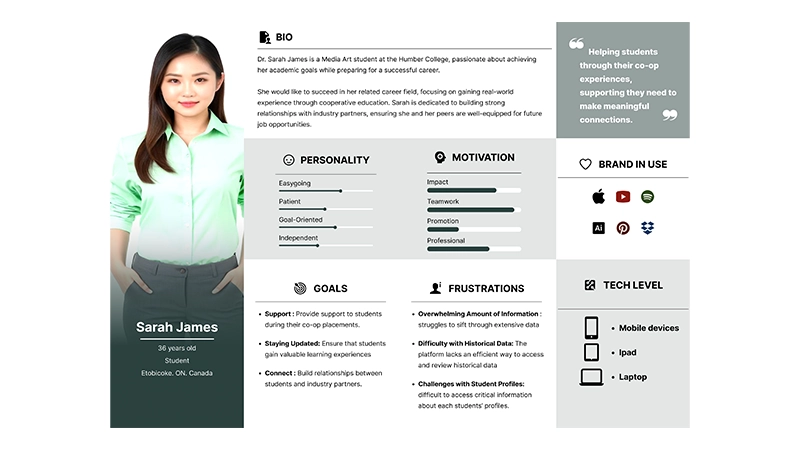 BIO
Dr. Sarah James is a Media Art student at the Humber College, passionate about achieving
her academic goals while preparing for a successful career.
She would like to succeed in her related career field, focusing on gaining real-world
experience through cooperative education. Sarah is dedicated to building strong
relationships with industry partners, ensuring she and her peers are well-equipped for future
job opportunities.
Helping students
through their co-op
experiences,
supporting they need to
make meaningful
connections.
PERSONALITY
Easygoing
Patient
Goal-Oriented
Independent
MOTIVATION
Impact
Teamwork
Promotion
Professional
BRAND IN USE
Ai
Sarah James
36 years old
Student
Etobicoke, ON. Canada
GOALS
• Support : Provide support to students
during their co-op placements.
• Staying Updated: Ensure that students
gain valuable learning experiences
• Connect : Build relationships between
students and industry partners.
FRUSTRATIONS
• Overwhelming Amount of Information :
struggles to sift through extensive data
• Difficulty with Historical Data: The
platform lacks an efficient way to access
and review historical data
• Challenges with Student Profiles:
difficult to access critical information
about each students' profiles.
TECH LEVEL
• Mobile devices
• Ipad
• Laptop